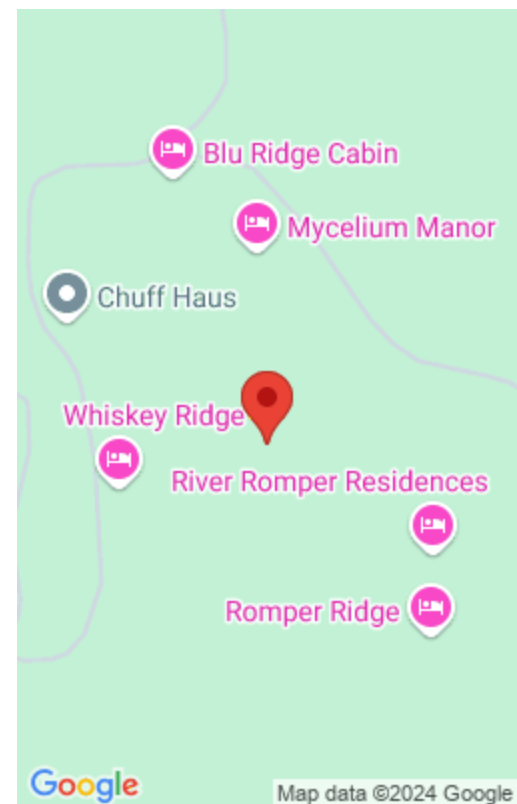 Blu Ridge Cabin
Mycelium Manor
Chuff Haus
Whiskey Ridge
River Romper Residences
Romper Ridge
Google
Map data ©2024 Google